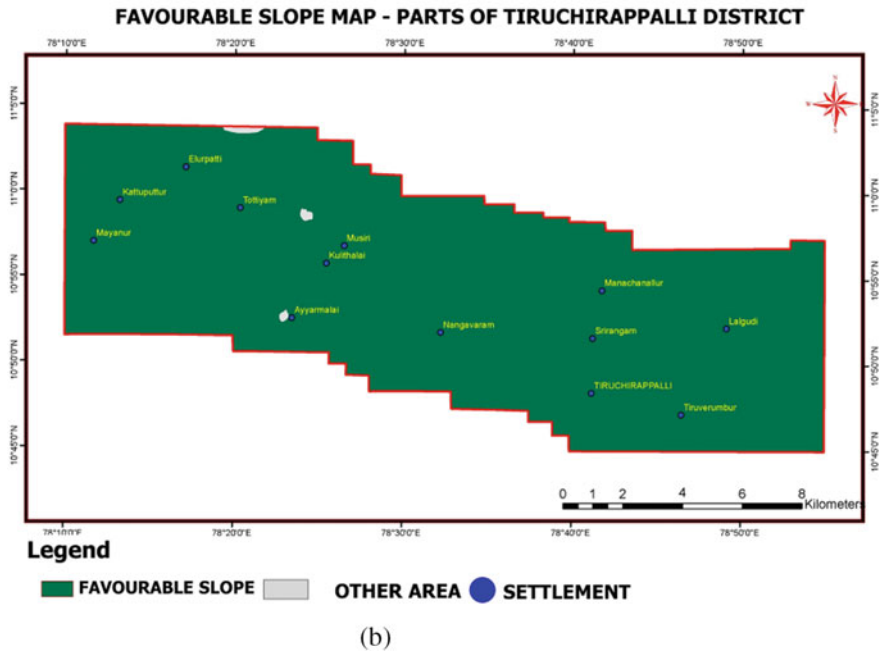 FAVOURABLE SLOPE MAP - PARTS OF TIRUCHIRAPPALLI DISTRICT
78°10'0"E 78°20'0"E 78°30'0"E 78°40'0"E 78°50'0"E
N
11°5'0"N 11°5'0"N
Elurpatti
11°0'0"N 11°0'0"N
Kattuputtur
Tottiyam
Mayanur
Musiri
Kulithalai
10°55'0"N 10°55'0"N
Manachanallur
Ayyarmalai
Nangavaram
Srirangam
Lalgudi
10°50'0"N 10°50'0"N
TIRUCHIRAPPALLI
Tiruverumbur
10°45'0"N 10°45'0"N
0 1 2 4 6 8
Kilometers
78°10'0"E 78°20'0"E 78°30'0"E 78°40'0"E 78°50'0"E
Legend
FAVOURABLE SLOPE OTHER AREA SETTLEMENT
(b)